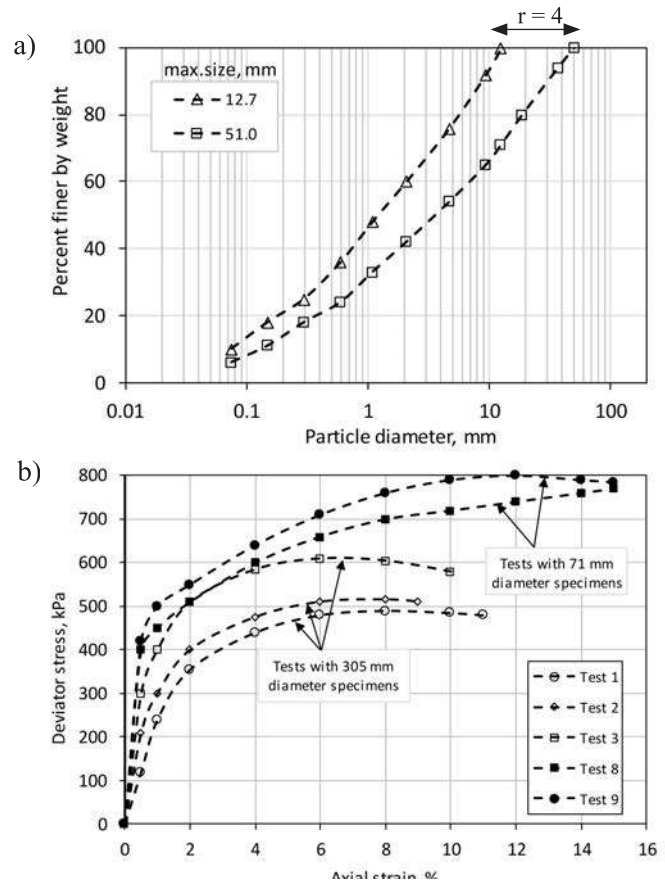 a)
r = 4
100
80
60
40
20
0
Percent finer by weight
max.size, mm
12.7
51.0
0.01
0.1
1
10
100
Particle diameter, mm
b)
800
700
600
500
400
300
200
100
0
Deviator stress, kPa
Tests with 71 mm
diameter specimens
Tests with 305 mm
diameter specimens
Test 1
Test 2
Test 3
Test 8
Test 9
0
2
4
6
8
10
12
14
16
Axial strain, %